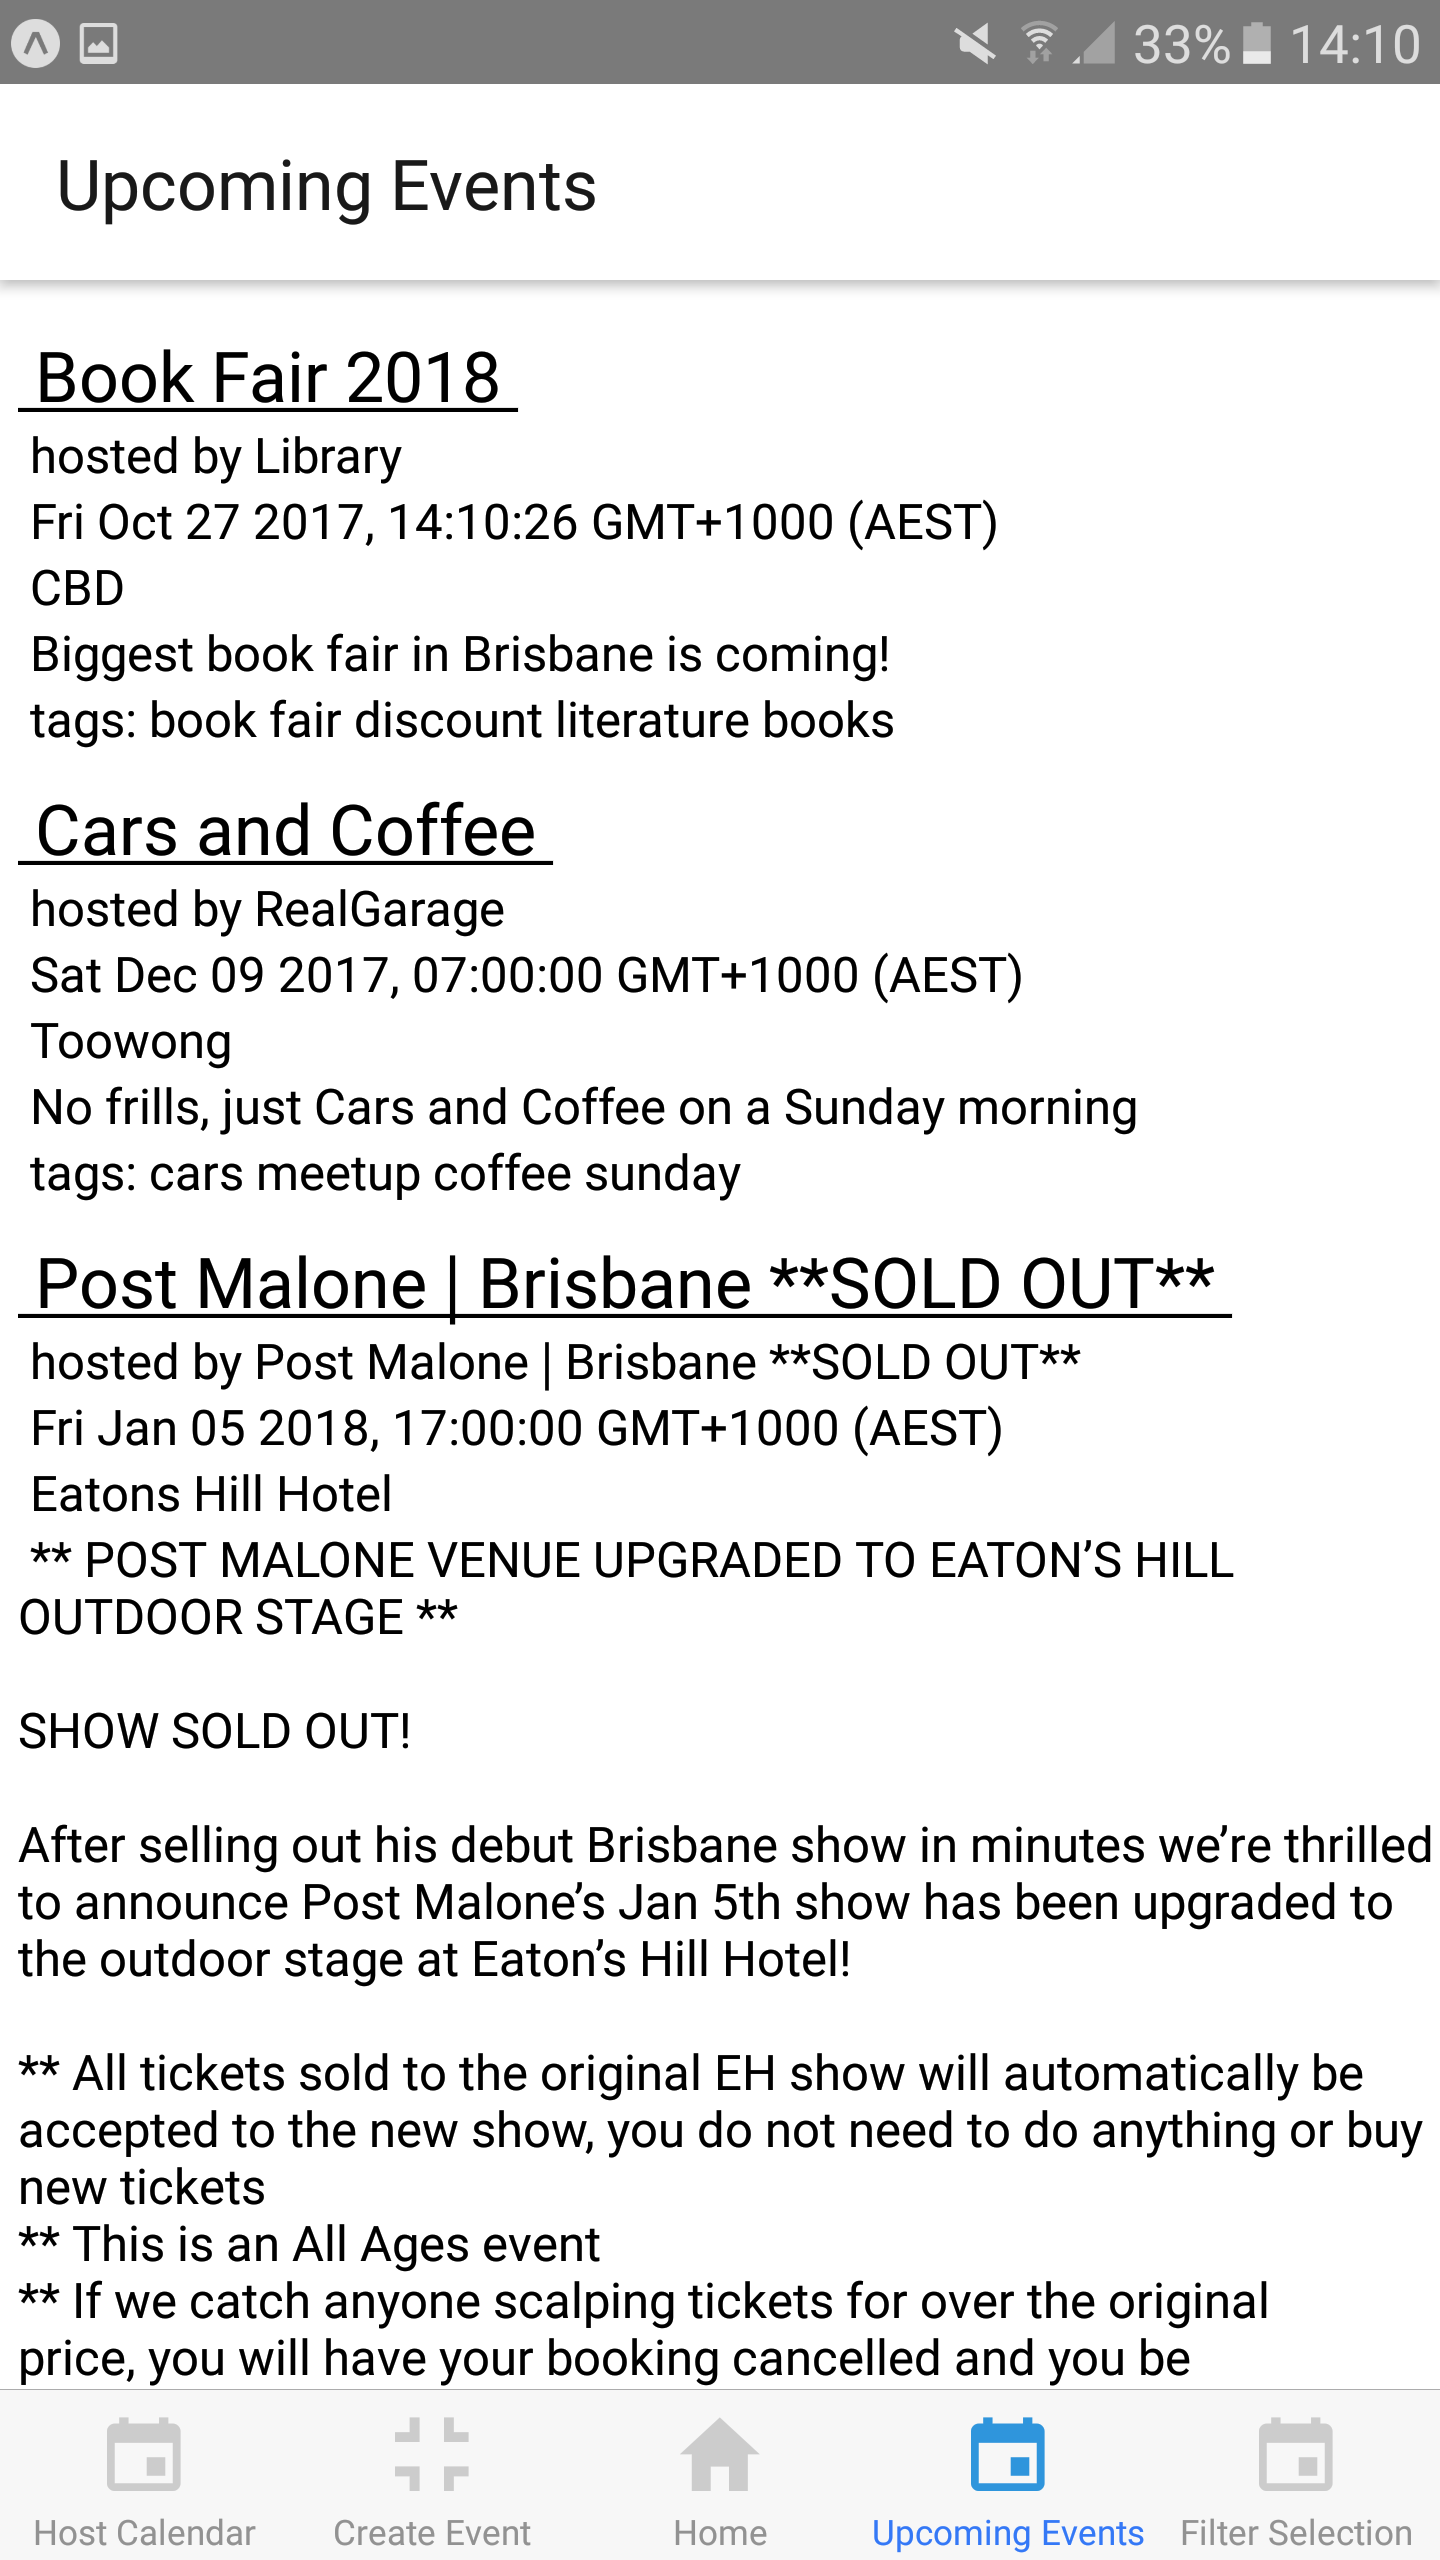 33% 14:10
Upcoming Events
Book Fair 2018
hosted by Library
Fri Oct 27 2017, 14:10:26 GMT+1000 (AEST)
CBD
Biggest book fair in Brisbane is coming!
tags: book fair discount literature books
Cars and Coffee
hosted by RealGarage
Sat Dec 09 2017, 07:00:00 GMT+1000 (AEST)
Toowong
No frills, just Cars and Coffee on a Sunday morning
tags: cars meetup coffee sunday
Post Malone | Brisbane **SOLD OUT**
hosted by Post Malone | Brisbane **SOLD OUT**
Fri Jan 05 2018, 17:00:00 GMT+1000 (AEST)
Eatons Hill Hotel
** POST MALONE VENUE UPGRADED TO EATON’S HILL
OUTDOOR STAGE **
SHOW SOLD OUT!
After selling out his debut Brisbane show in minutes we’re thrilled
to announce Post Malone’s Jan 5th show has been upgraded to
the outdoor stage at Eaton’s Hill Hotel!
** All tickets sold to the original EH show will automatically be
accepted to the new show, you do not need to do anything or buy
new tickets
** This is an All Ages event
** If we catch anyone scalping tickets for over the original
price, you will have your booking cancelled and you be
Host Calendar Create Event Home Upcoming Events Filter Selection